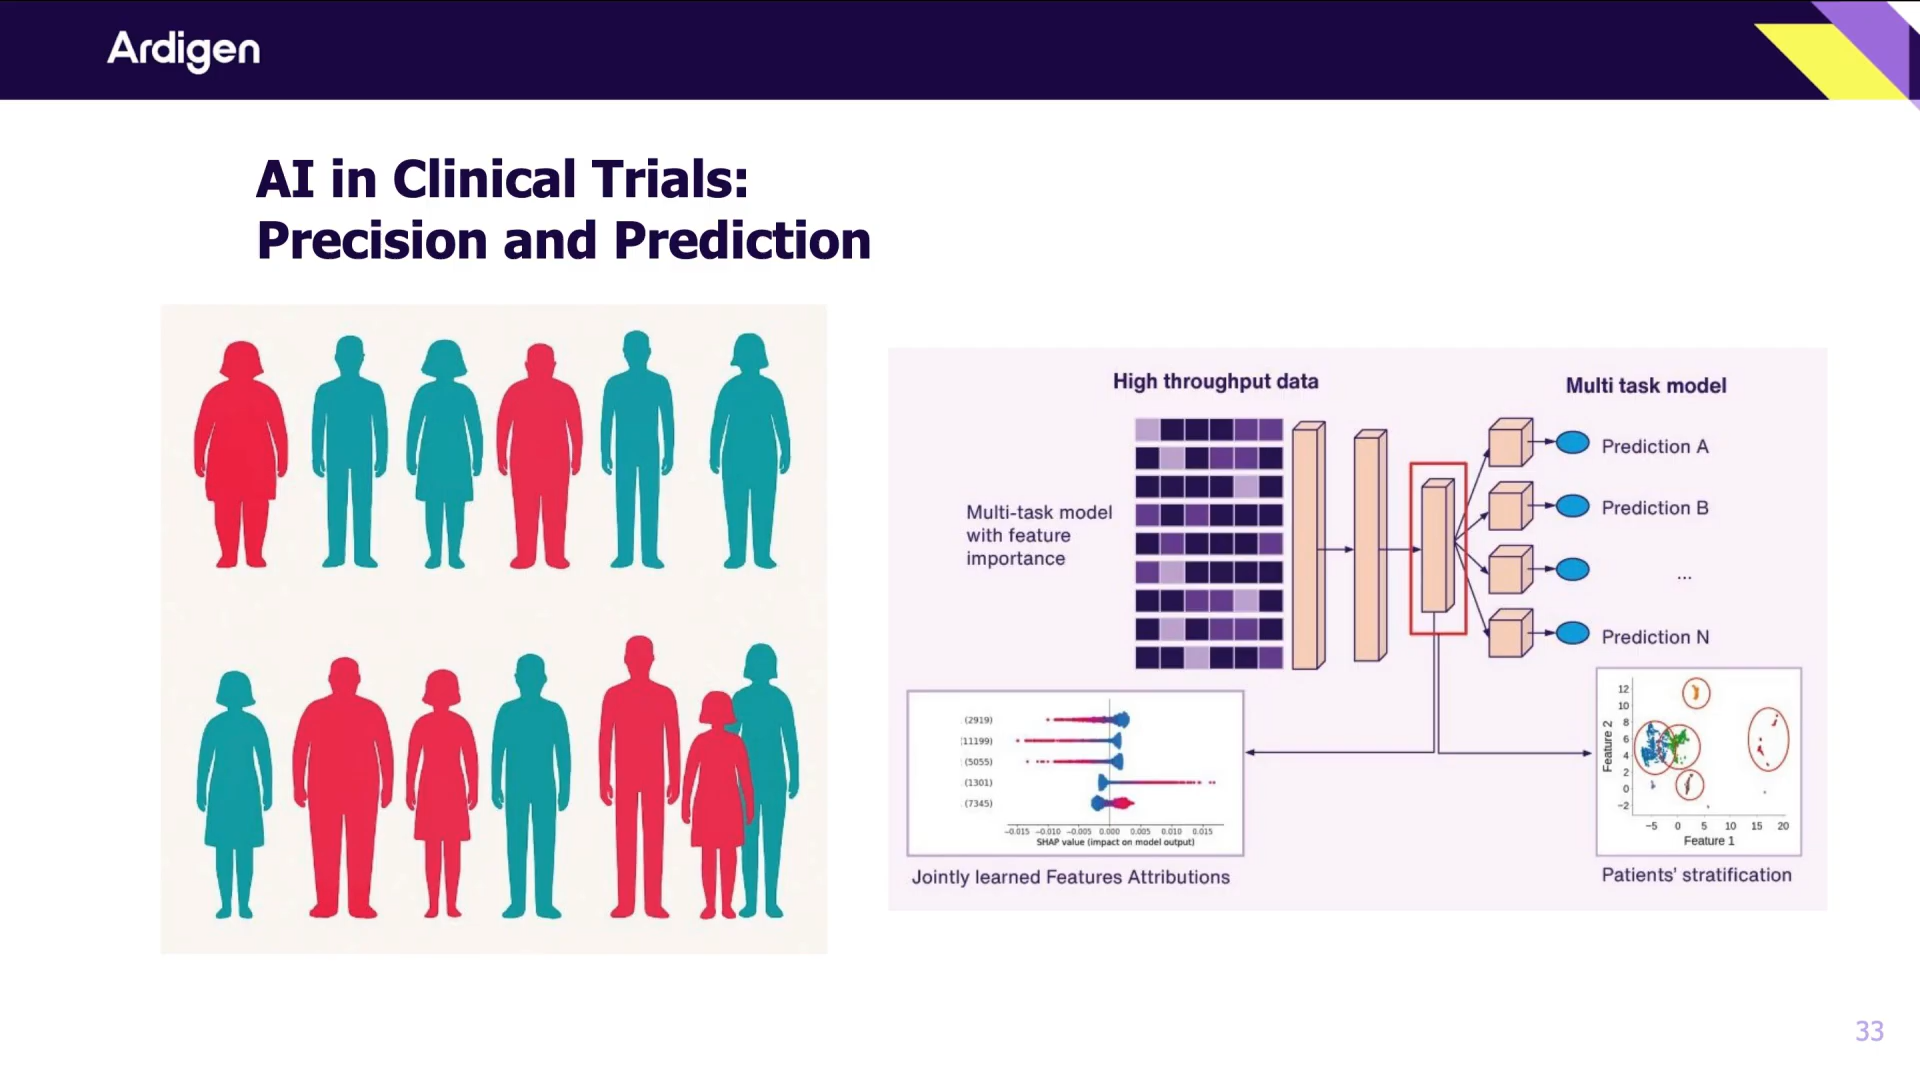 Ardigen
AI in Clinical Trials:
Precision and Prediction
High throughput data
Multi task model
Multi-task model
with feature
importance
Prediction A
Prediction B
...
Prediction N
(2919)
(11199)
(5055)
(1301)
(7345)
−0.015 −0.010 −0.005 0.000 0.005 0.010 0.015
SHAP value (impact on model output)
Jointly learned Features Attributions
12
10
8
6
4
2
0
−2
Feature 2
−5 0 5 10 15 20
Feature 1
Patients' stratification
33